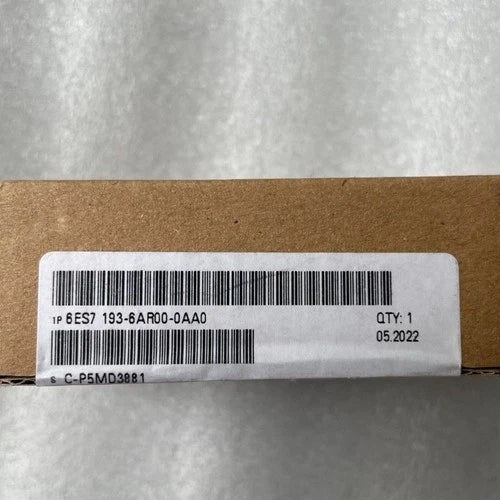 1P 6ES7 193-6AR00-0AA0
QTY: 1
05.2022
S C-P5MD3881